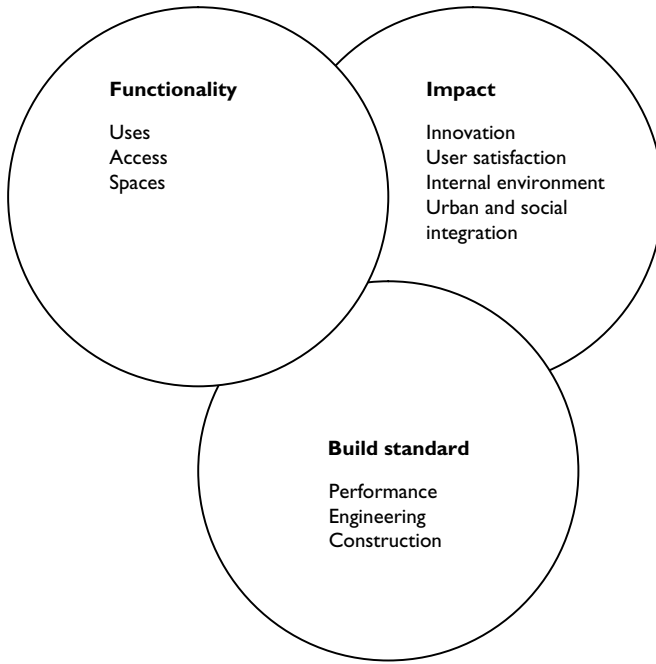 Functionality
Uses
Access
Spaces
Impact
Innovation
User satisfaction
Internal environment
Urban and social
integration
Build standard
Performance
Engineering
Construction